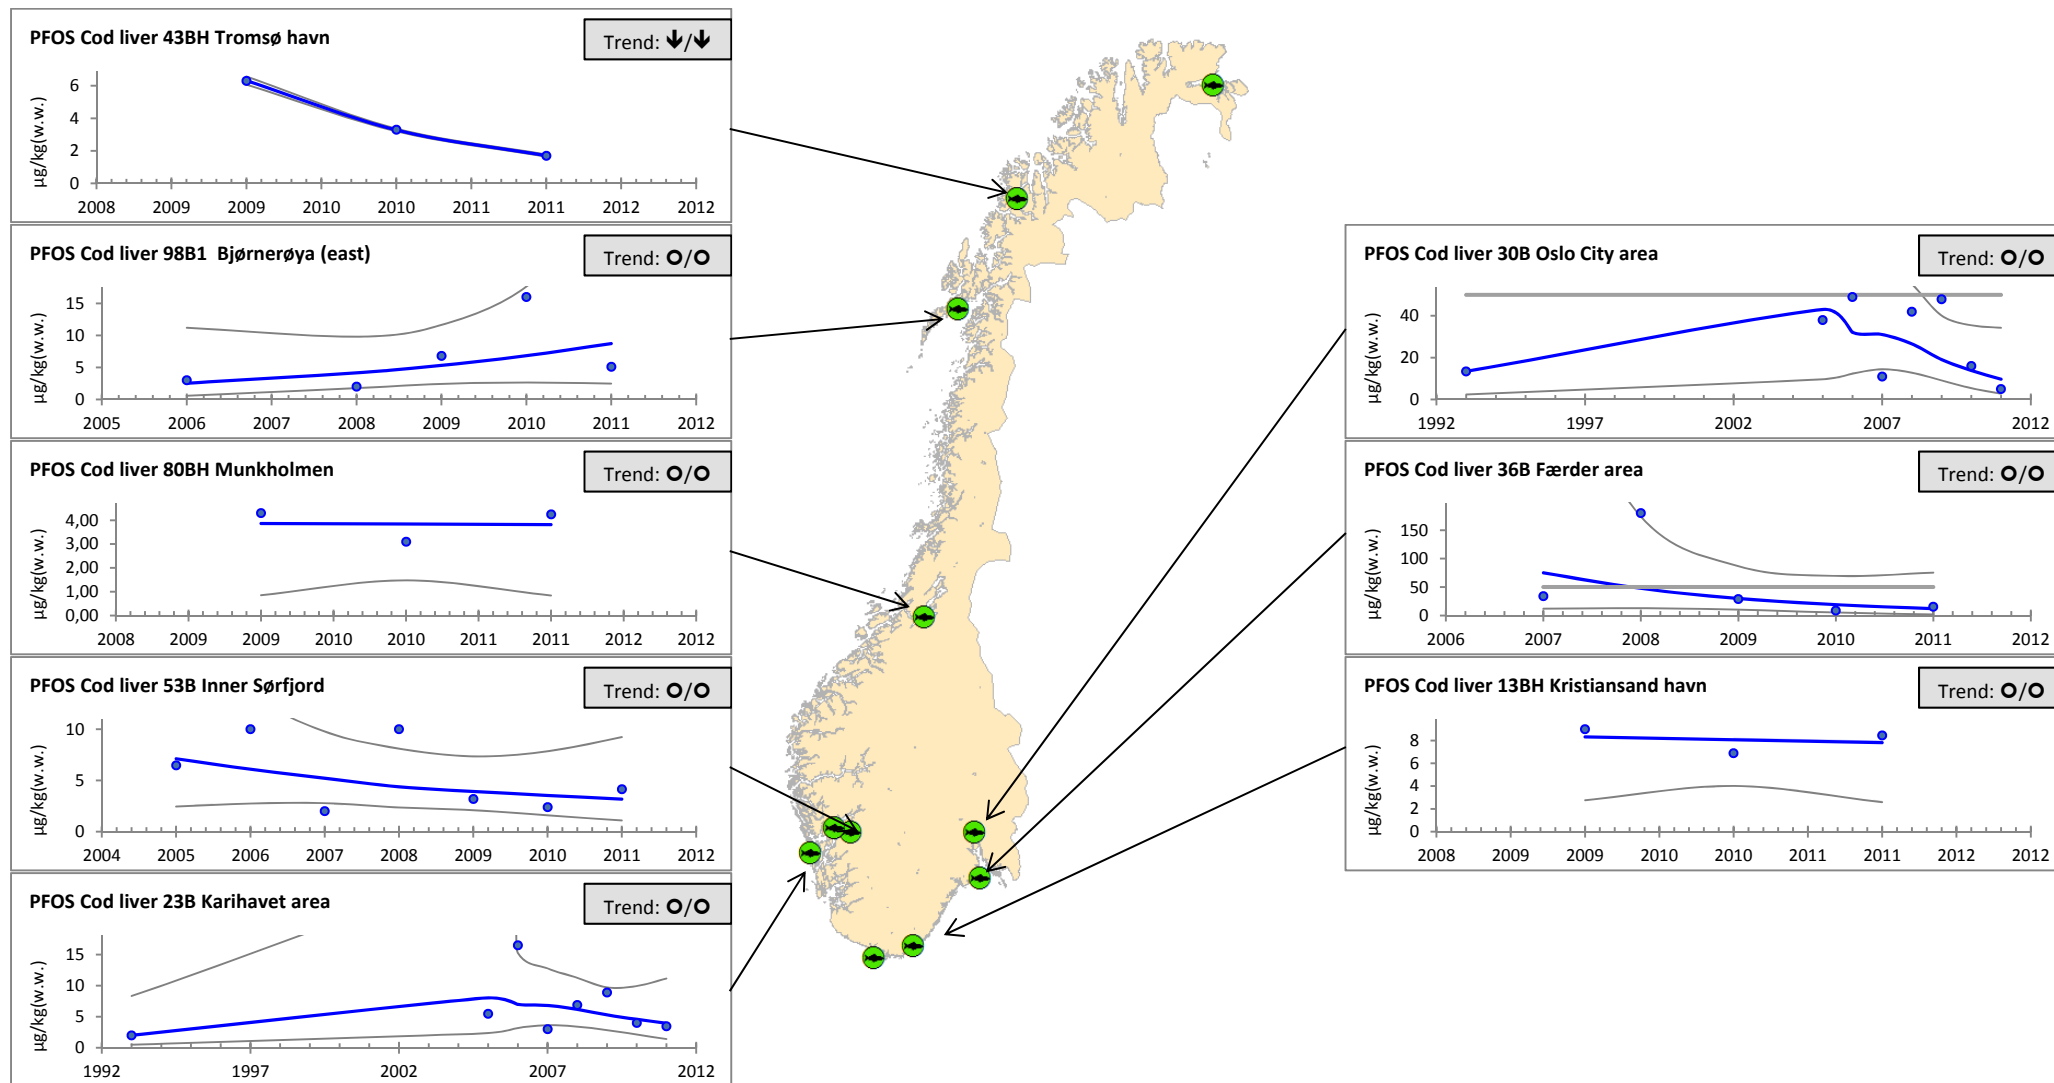 PFOS Cod liver 43BH Tromsø havn
Trend: 🡻/🡻
µg/kg(w.w.)
6
4
2
0
2008 2009 2009 2010 2010 2011 2011 2012 2012
PFOS Cod liver 98B1 Bjørnerøya (east)
Trend: O/O
µg/kg(w.w.)
15
10
5
0
2005 2006 2007 2008 2009 2010 2011 2012
PFOS Cod liver 80BH Munkholmen
Trend: O/O
µg/kg(w.w.)
4,00
3,00
2,00
1,00
0,00
2008 2009 2009 2010 2010 2011 2011 2012 2012
PFOS Cod liver 53B Inner Sørfjord
Trend: O/O
µg/kg(w.w.)
10
5
0
2004 2005 2006 2007 2008 2009 2010 2011 2012
PFOS Cod liver 23B Karihavet area
Trend: O/O
µg/kg(w.w.)
15
10
5
0
1992 1997 2002 2007 2012
PFOS Cod liver 30B Oslo City area
Trend: O/O
µg/kg(w.w.)
40
20
0
1992 1997 2002 2007 2012
PFOS Cod liver 36B Færder area
Trend: O/O
µg/kg(w.w.)
150
100
50
0
2006 2007 2008 2009 2010 2011 2012
PFOS Cod liver 13BH Kristiansand havn
Trend: O/O
µg/kg(w.w.)
8
6
4
2
0
2008 2009 2009 2010 2010 2011 2011 2012 2012